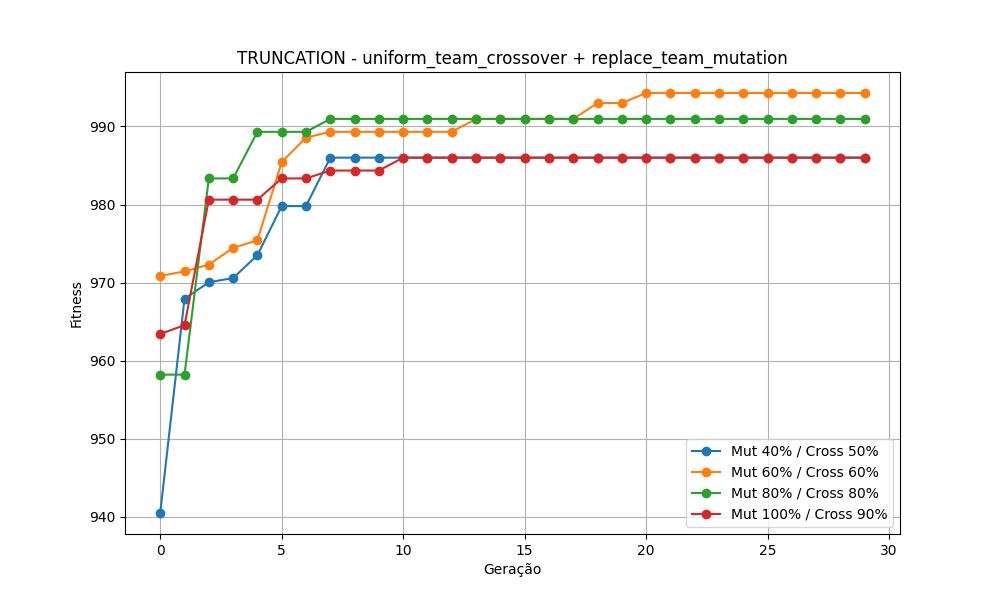 TRUNCATION - uniform_team_crossover + replace_team_mutation
Fitness
990
980
970
960
950
940
0 5 10 15 20 25 30
Geração
Mut 40% / Cross 50%
Mut 60% / Cross 60%
Mut 80% / Cross 80%
Mut 100% / Cross 90%